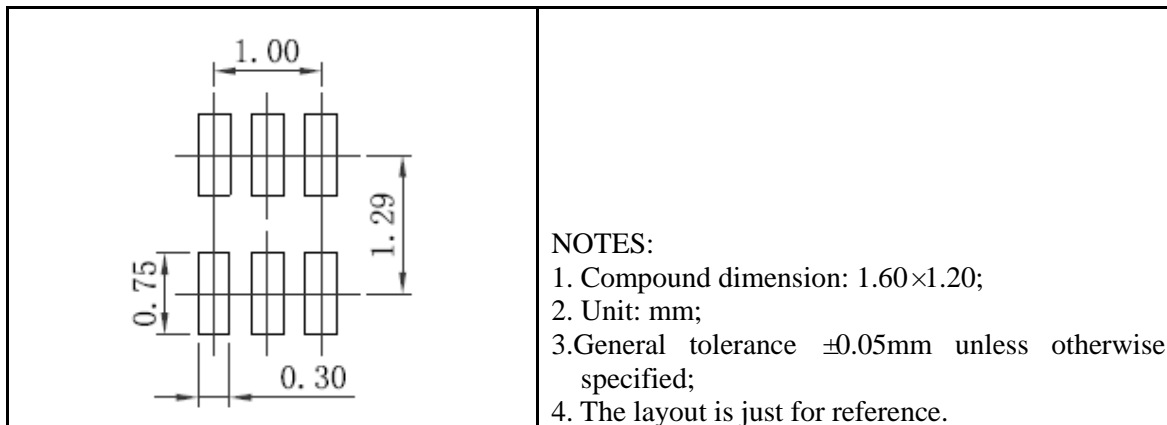 1. 00
1. 29
0. 75
0. 30
NOTES:
1. Compound dimension: 1.60×1.20;
2. Unit: mm;
3.General tolerance ±0.05mm unless otherwise
specified;
4. The layout is just for reference.